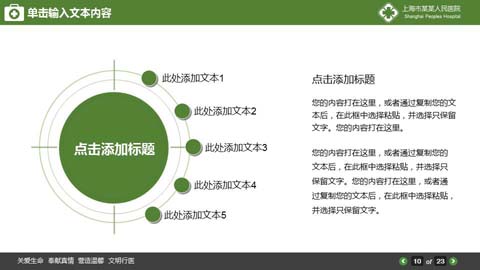 单击输入文本内容
上海市某某人民医院
Shanghai Peoples Hospital
此处添加文本1
此处添加文本2
此处添加文本3
此处添加文本4
此处添加文本5
点击添加标题
点击添加标题
您的内容打在这里，或者通过复制您的文
本后，在此框中选择粘贴，并选择只保留
文字。您的内容打在这里。
您的内容打在这里，或者通过复制您的
文本后，在此框中选择粘贴，并选择只
保留文字。您的内容打在这里，或者通
过复制您的文本后，在此框中选择粘贴，
并选择只保留文字。
关爱生命 奉献真情 营造温馨 文明行医
10 of 23